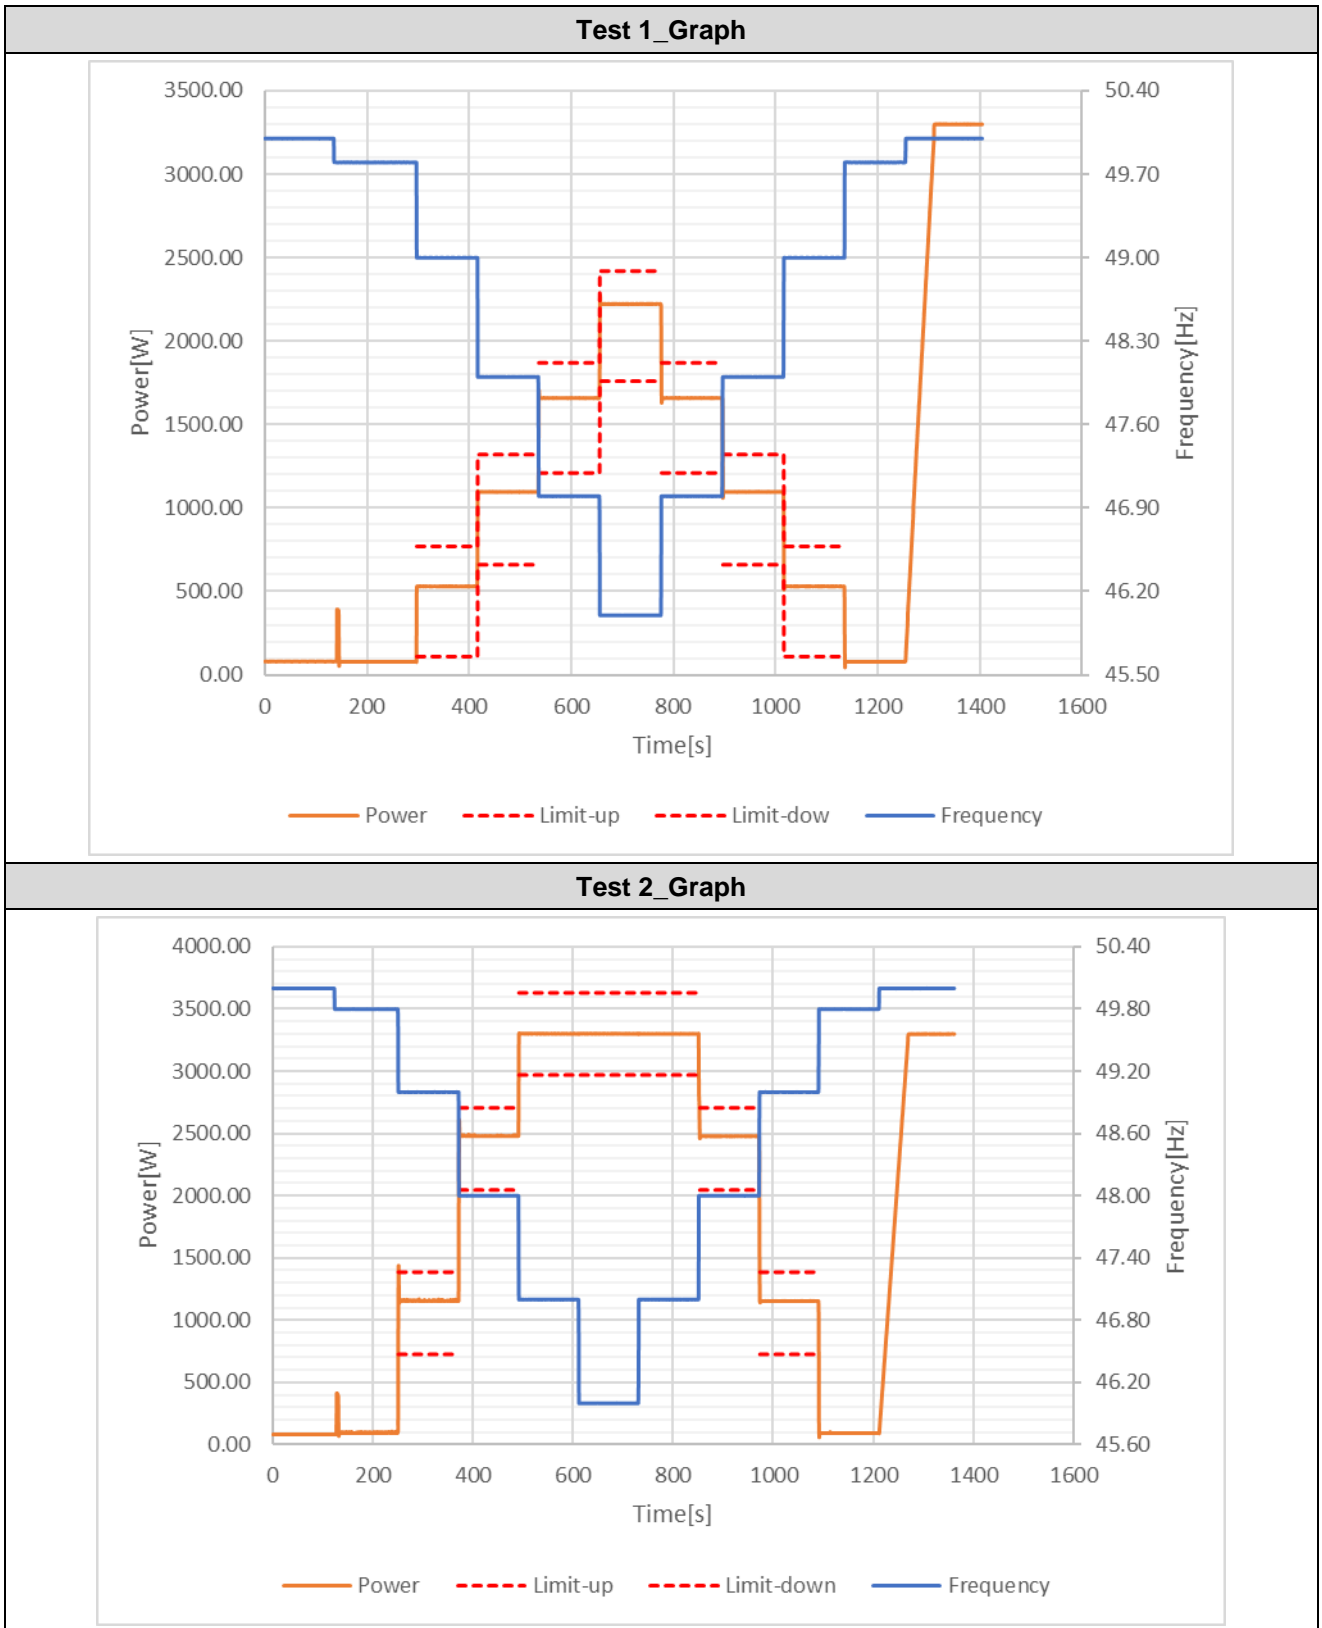 Test 1_Graph
3500.00 50.40
3000.00 49.70
2500.00 49.00
2000.00 48.30
1500.00 47.60
1000.00 46.90
500.00 46.20
0.00 45.50
Power[W]
Frequency[Hz]
0 200 400 600 800 1000 1200 1400 1600
Time[s]
Power Limit-up Limit-dow Frequency
Test 2_Graph
4000.00 50.40
3500.00 49.80
3000.00 49.20
2500.00 48.60
2000.00 48.00
1500.00 47.40
1000.00 46.80
500.00 46.20
0.00 45.60
Power[W]
Frequency[Hz]
0 200 400 600 800 1000 1200 1400 1600
Time[s]
Power Limit-up Limit-down Frequency